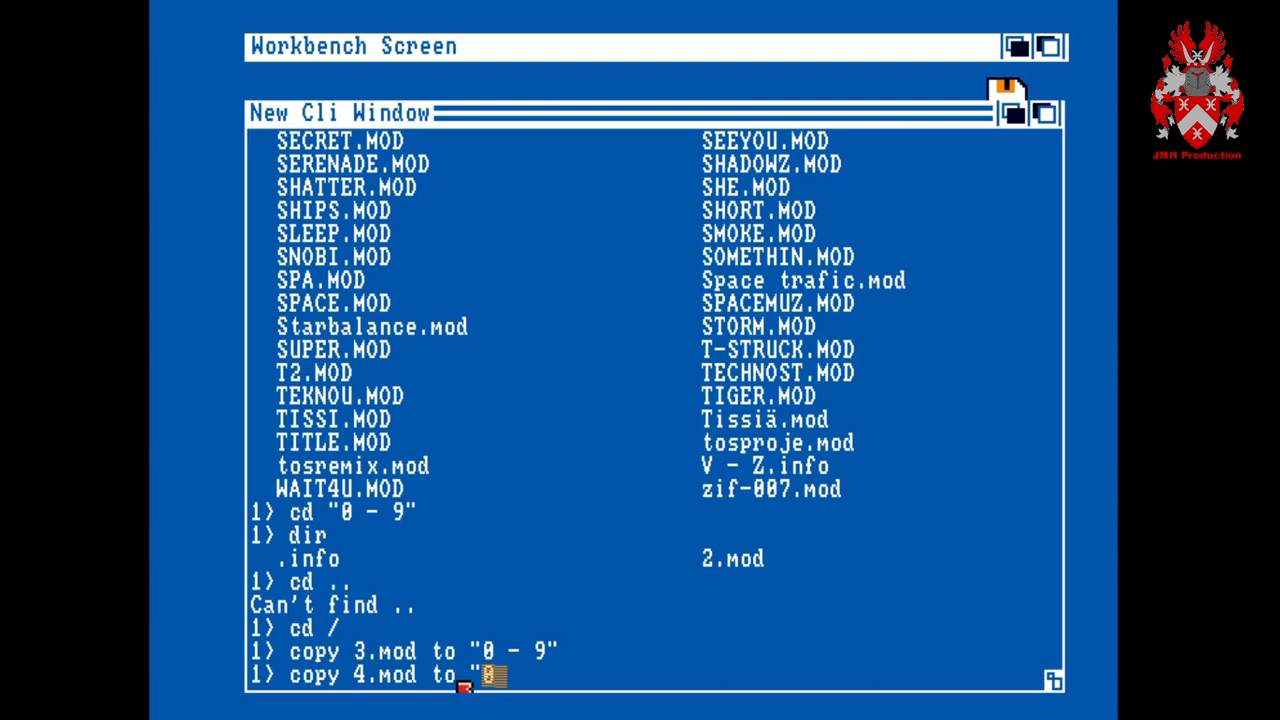 Workbench Screen
New Cli Window
SECRET.MOD SEEYOU.MOD
SERENADE.MOD SHADOWZ.MOD
SHATTER.MOD SHE.MOD
SHIPS.MOD SHORT.MOD
SLEEP.MOD SMOKE.MOD
SNOBI.MOD SOMETHIN.MOD
SPA.MOD Space trafic.mod
SPACE.MOD SPACEMUZ.MOD
Starbalance.mod STORM.MOD
SUPER.MOD T-STRUCK.MOD
T2.MOD TECHNOST.MOD
TEKNOU.MOD TIGER.MOD
TISSI.MOD Tissiä.mod
TITLE.MOD tosproje.mod
tosremix.mod V - Z.info
WAIT4U.MOD zif-007.mod
1> cd "0 - 9"
1> dir
.info 2.mod
1> cd ..
Can't find ..
1> cd /
1> copy 3.mod to "0 - 9"
1> copy 4.mod to "0
JMH Production